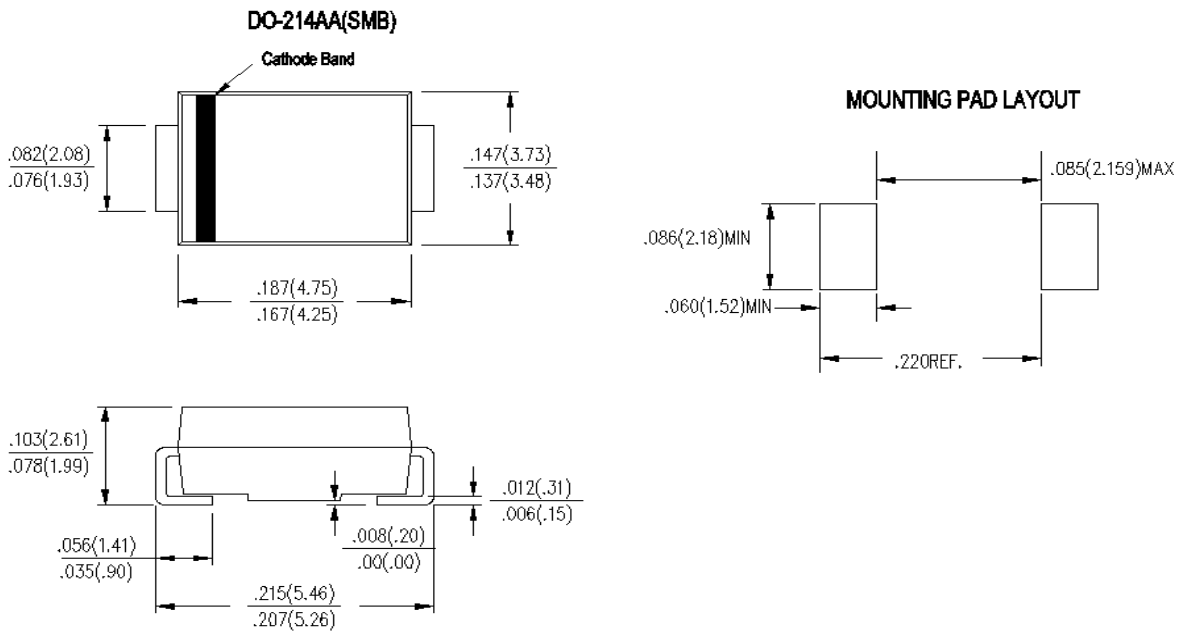 DO-214AA(SMB)
Cathode Band
.082(2.08)
.076(1.93)
.147(3.73)
.137(3.48)
.187(4.75)
.167(4.25)
MOUNTING PAD LAYOUT
.085(2.159)MAX
.086(2.18)MIN
.060(1.52)MIN
.220REF.
.103(2.61)
.078(1.99)
.012(.31)
.006(.15)
.056(1.41)
.035(.90)
.008(.20)
.00(.00)
.215(5.46)
.207(5.26)